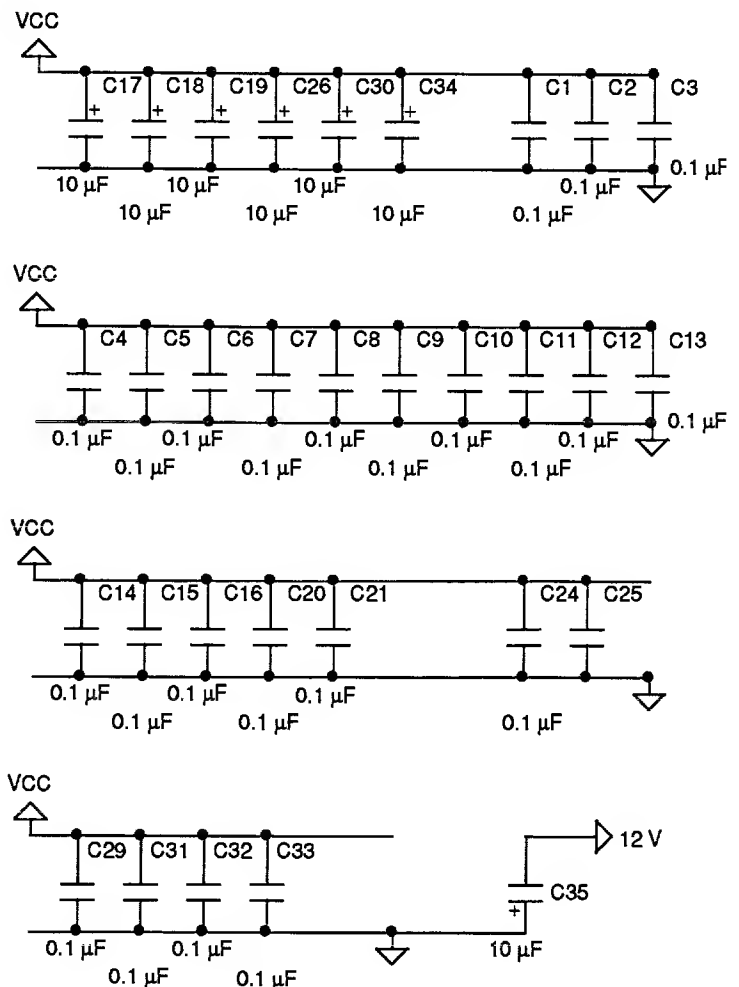 VCC
C17 C18 C19 C26 C30 C34 C1 C2 C3
+ + + + + +
0.1 µF
10 µF 10 µF 10 µF 0.1 µF
10 µF 10 µF 10 µF 0.1 µF
VCC
C4 C5 C6 C7 C8 C9 C10 C11 C12 C13
0.1 µF
0.1 µF 0.1 µF 0.1 µF 0.1 µF 0.1 µF
0.1 µF 0.1 µF 0.1 µF 0.1 µF
VCC
C14 C15 C16 C20 C21 C24 C25
0.1 µF 0.1 µF 0.1 µF
0.1 µF 0.1 µF 0.1 µF
VCC
12 V
C29 C31 C32 C33
C35
+
0.1 µF 0.1 µF 10 µF
0.1 µF 0.1 µF